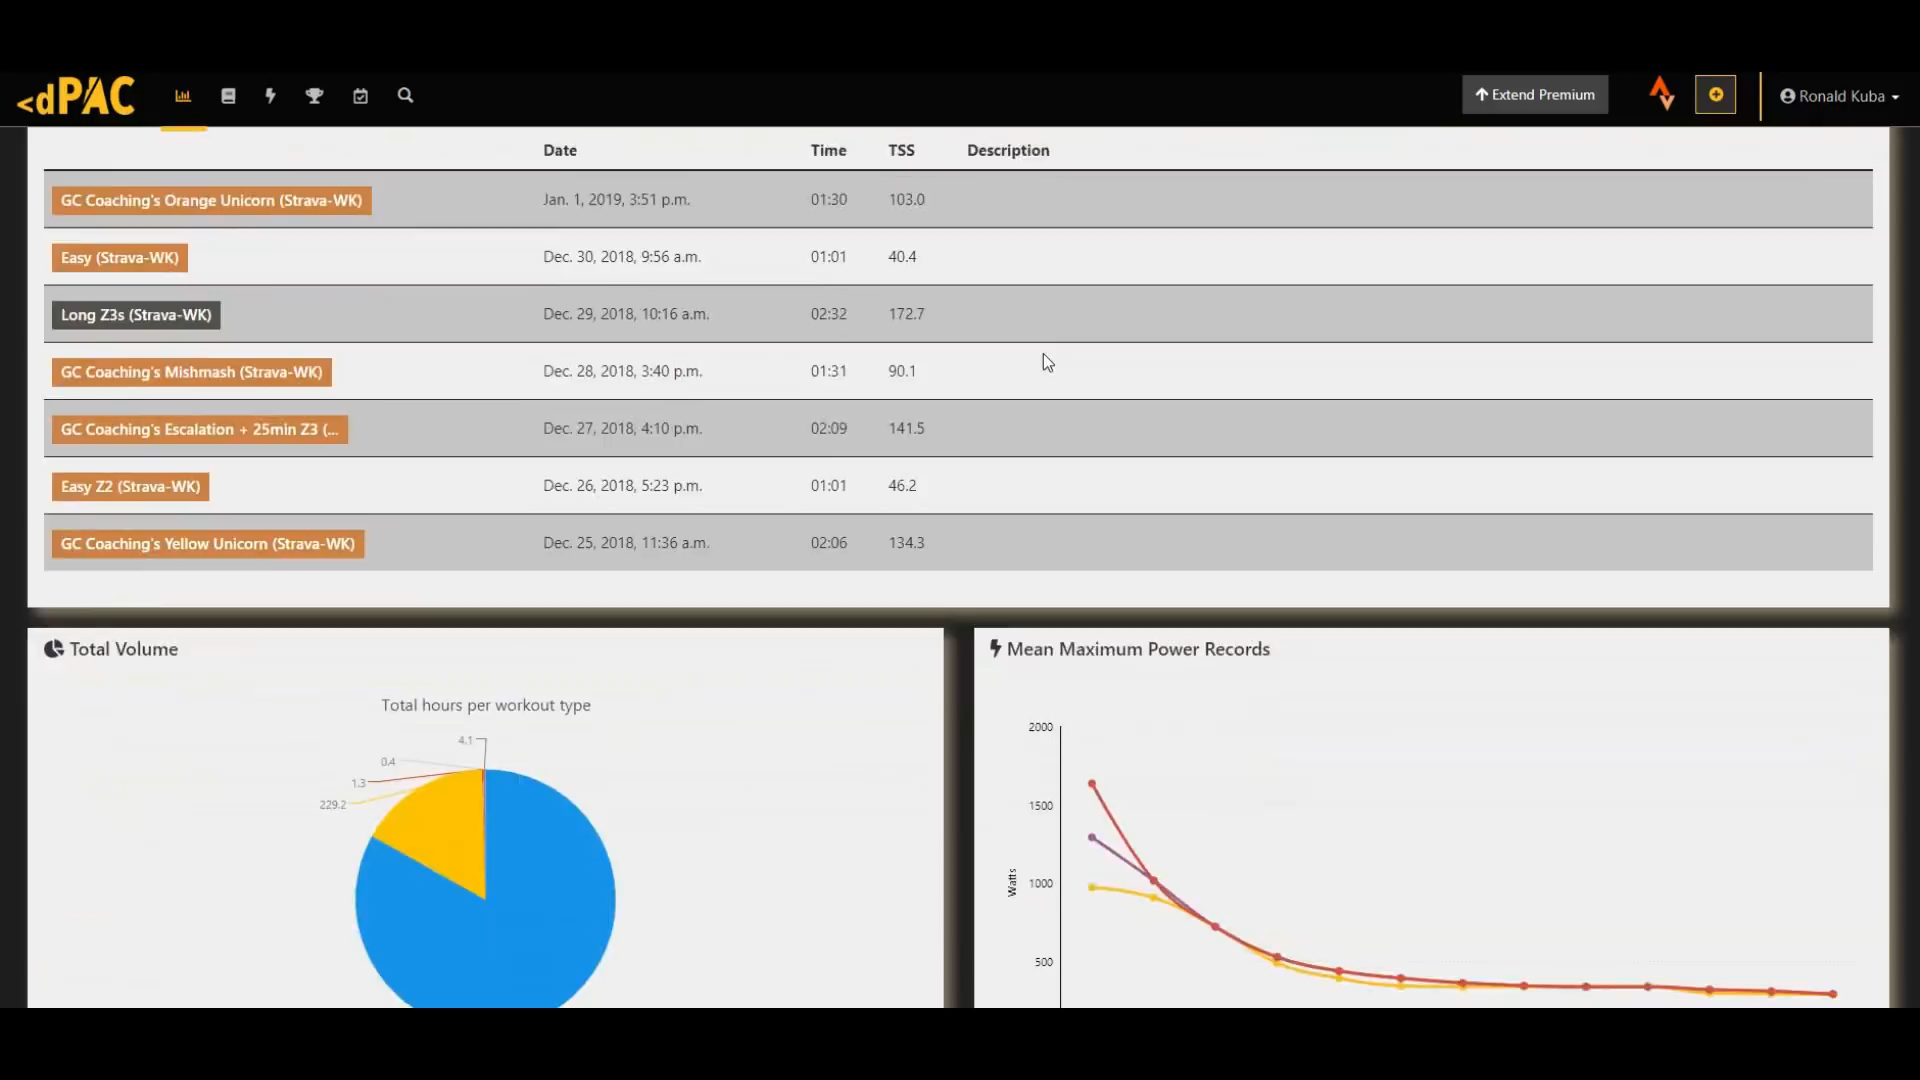 <dPAC
Extend Premium
Ronald Kuba
Date Time TSS Description
GC Coaching's Orange Unicorn (Strava-WK) Jan. 1, 2019, 3:51 p.m. 01:30 103.0
Easy (Strava-WK) Dec. 30, 2018, 9:56 a.m. 01:01 40.4
Long Z3s (Strava-WK) Dec. 29, 2018, 10:16 a.m. 02:32 172.7
GC Coaching's Mishmash (Strava-WK) Dec. 28, 2018, 3:40 p.m. 01:31 90.1
GC Coaching's Escalation + 25min Z3 (... Dec. 27, 2018, 4:10 p.m. 02:09 141.5
Easy Z2 (Strava-WK) Dec. 26, 2018, 5:23 p.m. 01:01 46.2
GC Coaching's Yellow Unicorn (Strava-WK) Dec. 25, 2018, 11:36 a.m. 02:06 134.3
Total Volume
Total hours per workout type
4.1
0.4
1.3
229.2
Mean Maximum Power Records
2000
1500
1000
500
Watts